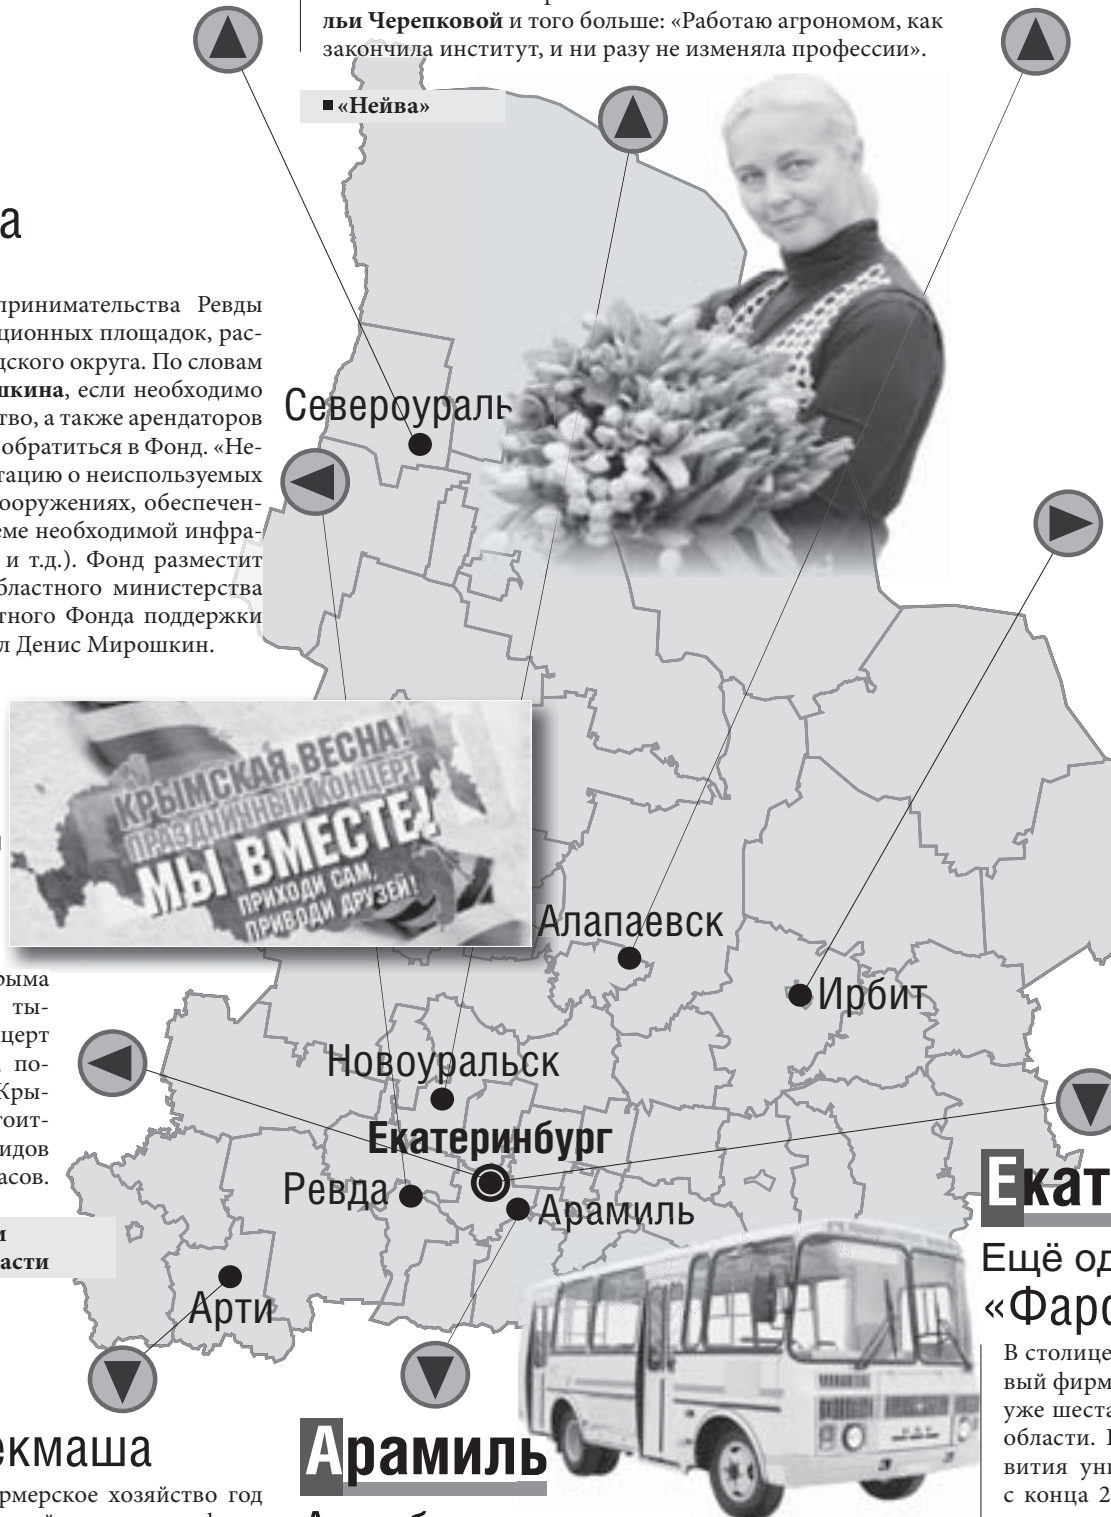 льи Черепковой и того больше: «Работаю агрономом, как
закончила институт, и ни разу не изменяла профессии».
■ «Нейва»
а
принимательства Ревды
ционных площадок, рас-
дского округа. По словам
шкина, если необходимо
тво, а также арендаторов
обратиться в Фонд. «Не-
тацию о неиспользуемых
ооружениях, обеспечен-
еме необходимой инфра-
и т.д.). Фонд разместит
бластного министерства
тного Фонда поддержки
л Денис Мирошкин.
Североураль
КРЫМСКАЯ ВЕСНА!
ПРАЗДНИЧНЫЙ КОНЦЕРТ
МЫ ВМЕСТЕ!
ПРИХОДИ САМ,
ПРИВОДИ ДРУЗЕЙ!
Алапаевск
Ирбит
Новоуральск
Екатеринбург
Ревда
Арамиль
Арти
рыма
ты-
церт
по-
Кры-
тоит-
идов
асов.
и
асти
екмаша
рмерское хозяйство год
Арамиль
Екат
Ещё од
«Фаро
В столице
вый фирм
уже шеста
области.
вития уни
с конца 2